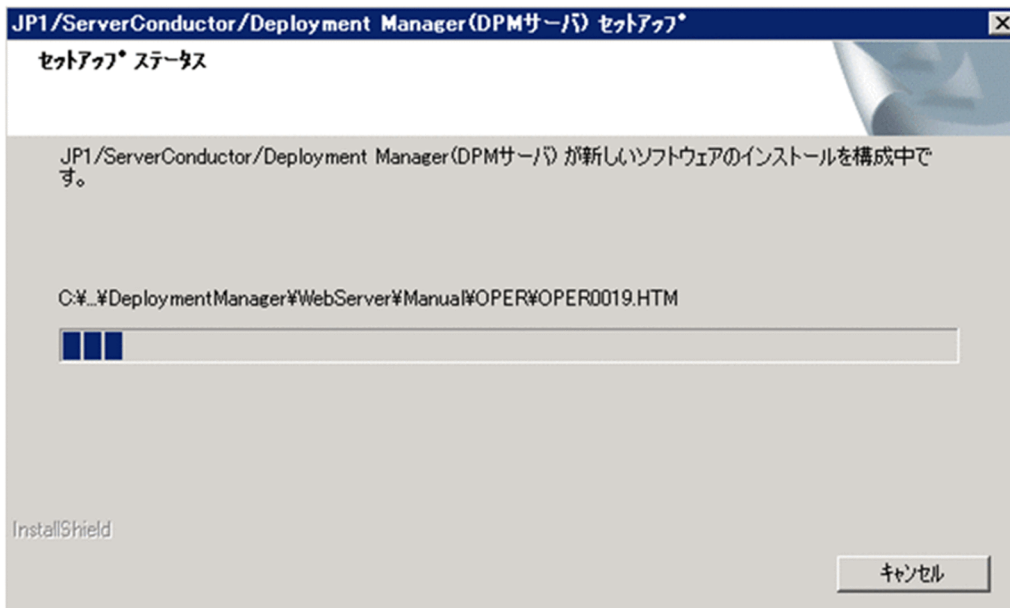 JP1/ServerConductor/Deployment Manager(DPMサーバ) セットアップ
セットアップ ステータス
JP1/ServerConductor/Deployment Manager(DPMサーバ) が新しいソフトウェアのインストールを構成中で
す。
C:¥...¥DeploymentManager¥WebServer¥Manual¥OPER¥OPER0019.HTM
InstallShield
キャンセル